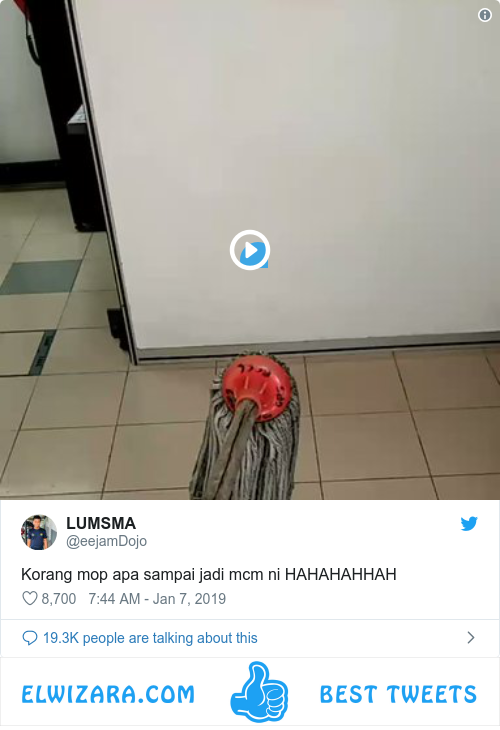 LUMSMA
@eejamDojo
Korang mop apa sampai jadi mcm ni HAHAHAHHAH
8,700 7:44 AM - Jan 7, 2019
19.3K people are talking about this
ELWIZARA.COM BEST TWEETS